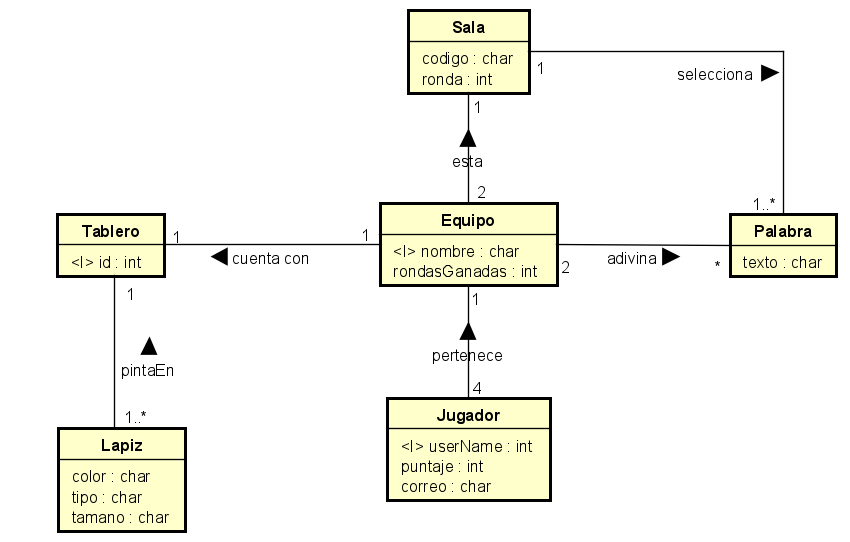 Sala
codigo : char
ronda : int
1
selecciona
1
esta
2
1..*
Tablero
<I> id : int
1
cuenta con
1
Equipo
<I> nombre : char
rondasGanadas : int
2
adivina
*
Palabra
texto : char
1
pintaEn
1..*
1
pertenece
4
Lapiz
color : char
tipo : char
tamano : char
Jugador
<I> userName : int
puntaje : int
correo : char